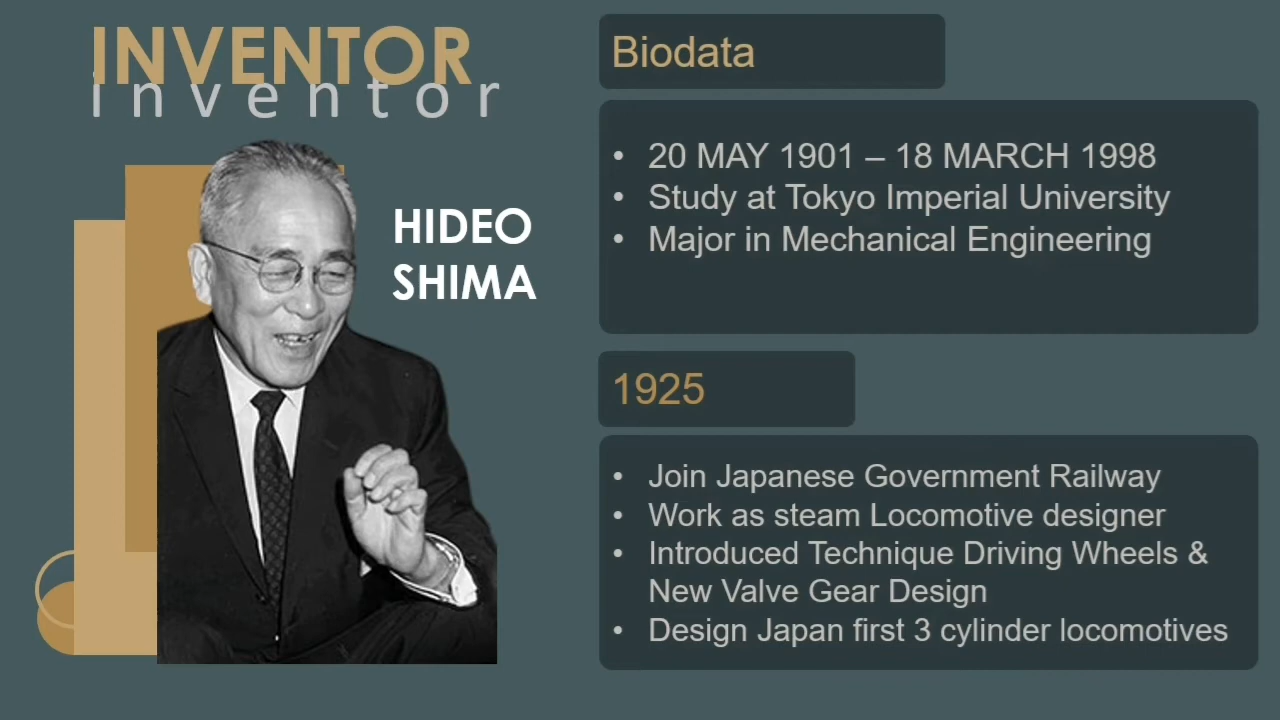 INVENTOR
inventor
HIDEO
SHIMA
Biodata
• 20 MAY 1901 – 18 MARCH 1998
• Study at Tokyo Imperial University
• Major in Mechanical Engineering
1925
• Join Japanese Government Railway
• Work as steam Locomotive designer
• Introduced Technique Driving Wheels &
New Valve Gear Design
• Design Japan first 3 cylinder locomotives